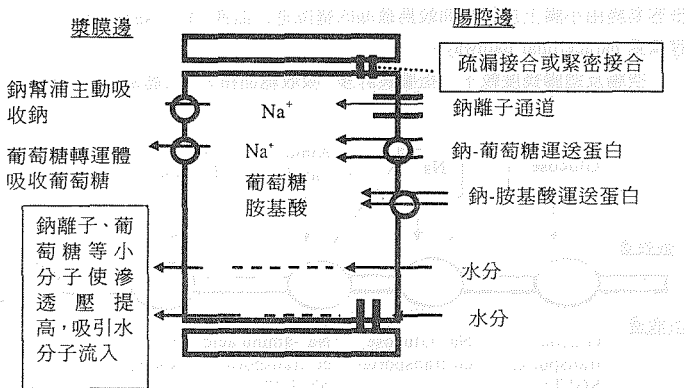 漿膜邊
腸腔邊
疏漏接合或緊密接合
鈉幫浦主動吸
收鈉
Na⁺
鈉離子通道
葡萄糖轉運體
吸收葡萄糖
Na⁺
葡萄糖
胺基酸
鈉-葡萄糖運送蛋白
鈉-胺基酸運送蛋白
鈉離子、葡
萄糖等小
分子使滲
透壓提
高,吸引水
分子流入
水分
水分